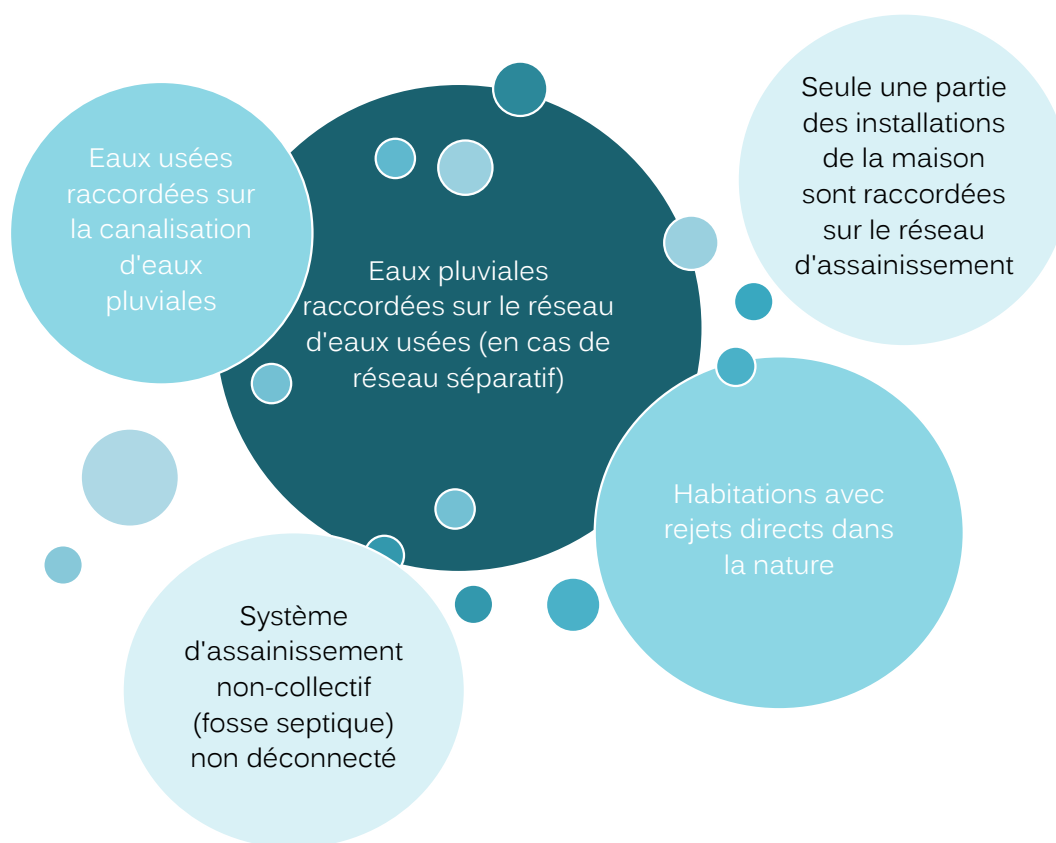 Eaux usées
raccordées sur
la canalisation
d'eaux
pluviales
Eaux pluviales
raccordées sur le réseau
d'eaux usées (en cas de
réseau séparatif)
Seule une partie
des installations
de la maison
sont raccordées
sur le réseau
d'assainissement
Habitations avec
rejets directs dans
la nature
Système
d'assainissement
non-collectif
(fosse septique)
non déconnecté